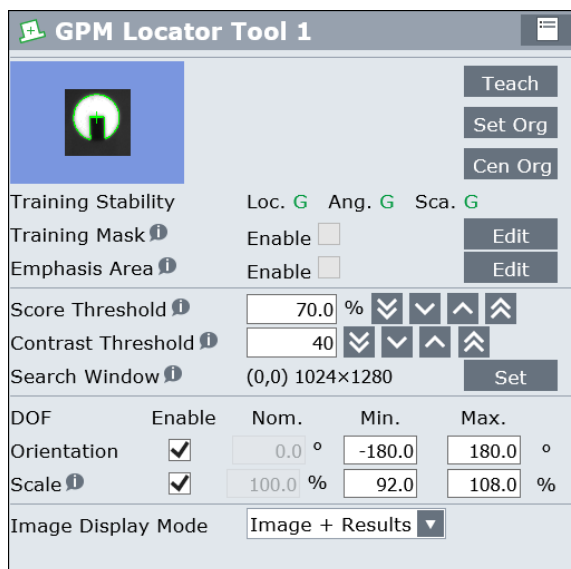 GPM Locator Tool 1
Teach
Set Org
Cen Org
Training Stability Loc. G Ang. G Sca. G
Training Mask Enable Edit
Emphasis Area Enable Edit
Score Threshold 70.0 %
Contrast Threshold 40
Search Window (0,0) 1024×1280 Set
DOF Enable Nom. Min. Max.
Orientation 0.0 º -180.0 180.0 º
Scale 100.0 % 92.0 108.0 %
Image Display Mode Image + Results